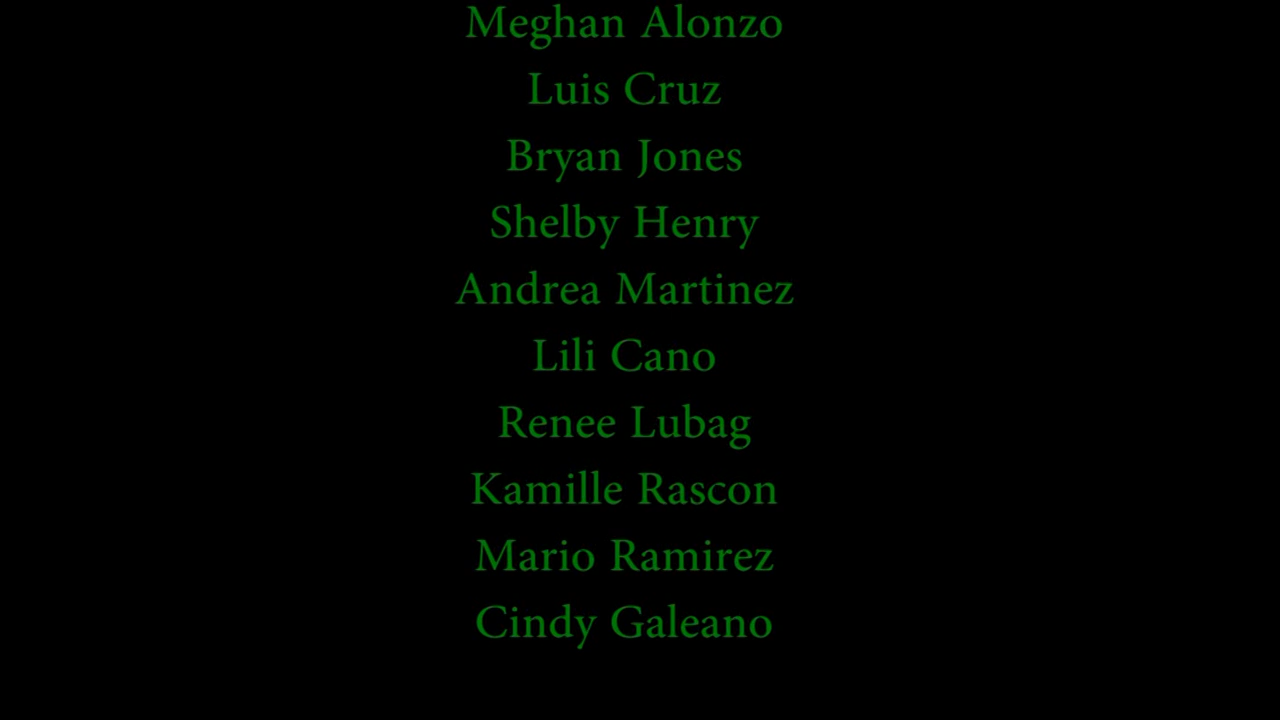 Meghan Alonzo
Luis Cruz
Bryan Jones
Shelby Henry
Andrea Martinez
Lili Cano
Renee Lubag
Kamille Rascon
Mario Ramirez
Cindy Galeano